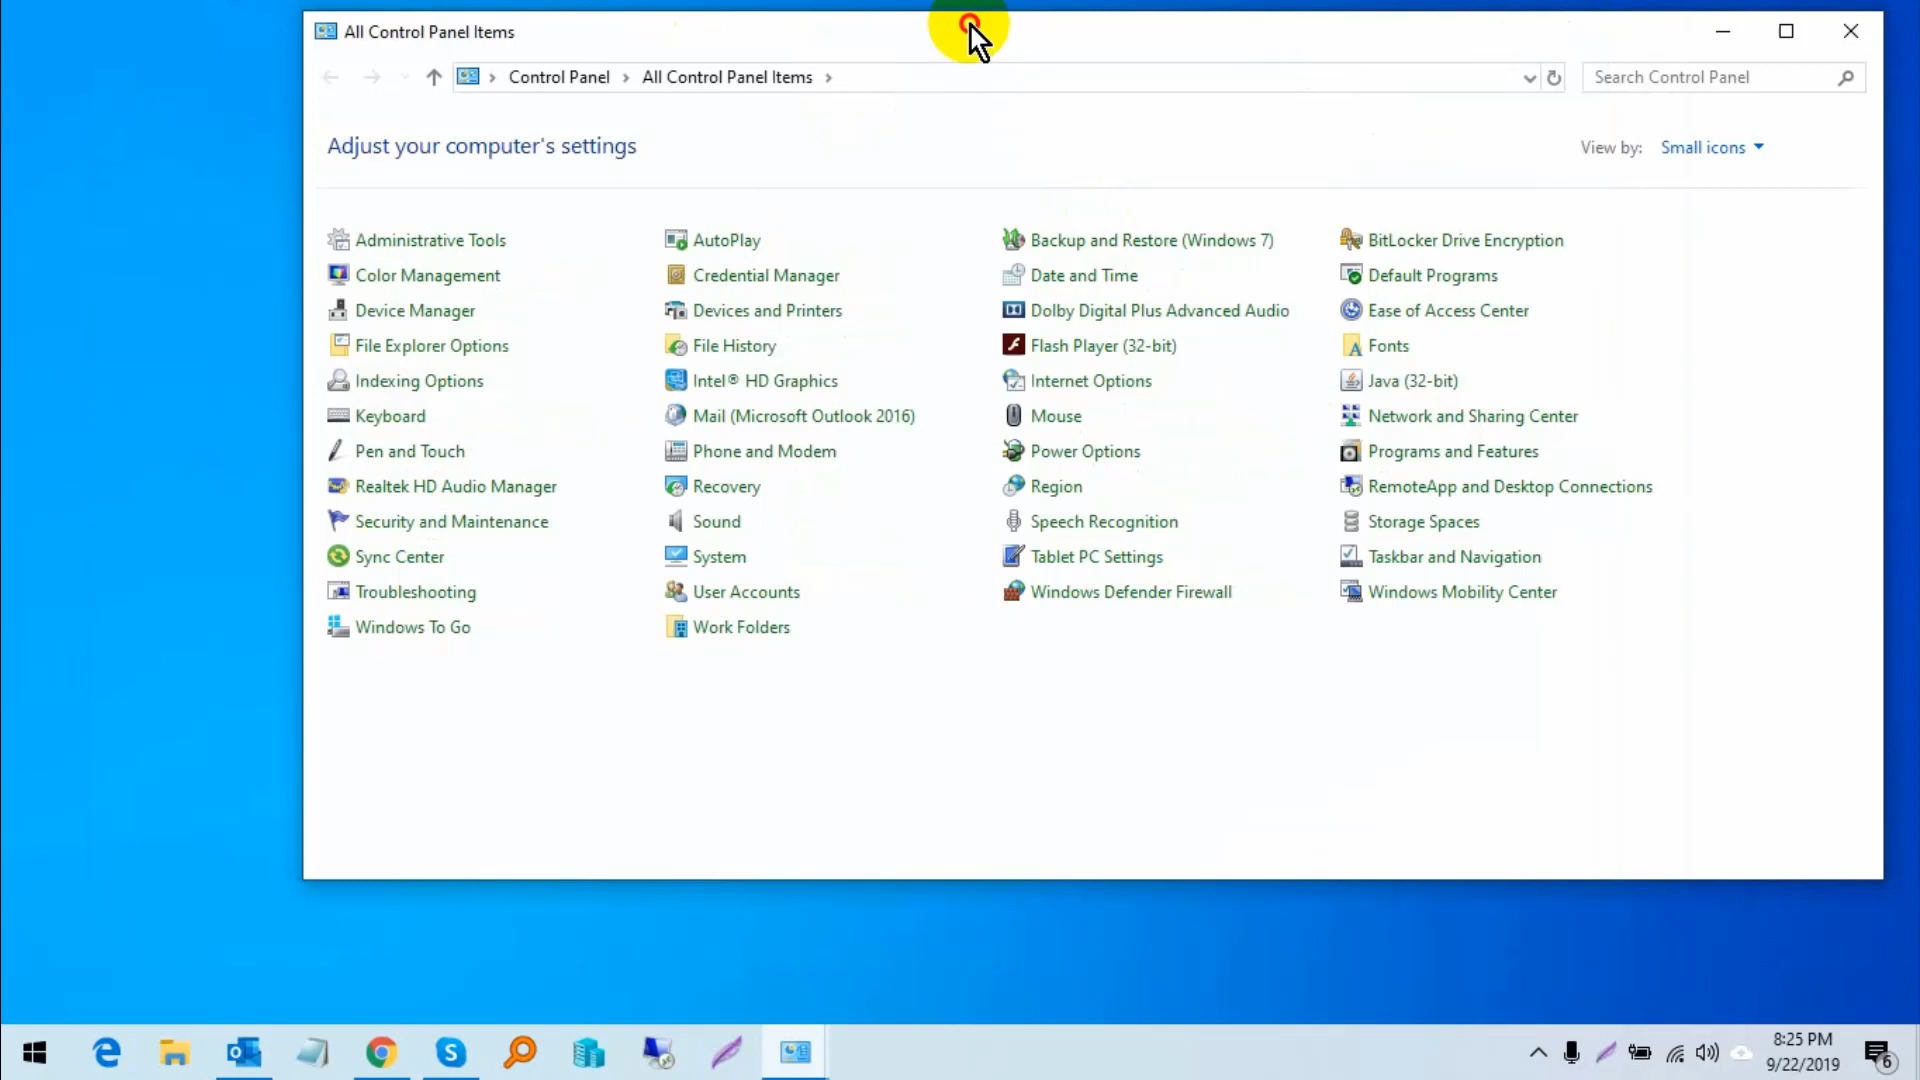 All Control Panel Items
Control Panel > All Control Panel Items >
Search Control Panel
Adjust your computer's settings
View by: Small icons
Administrative Tools
AutoPlay
Backup and Restore (Windows 7)
BitLocker Drive Encryption
Color Management
Credential Manager
Date and Time
Default Programs
Device Manager
Devices and Printers
Dolby Digital Plus Advanced Audio
Ease of Access Center
File Explorer Options
File History
Flash Player (32-bit)
Fonts
Indexing Options
Intel® HD Graphics
Internet Options
Java (32-bit)
Keyboard
Mail (Microsoft Outlook 2016)
Mouse
Network and Sharing Center
Pen and Touch
Phone and Modem
Power Options
Programs and Features
Realtek HD Audio Manager
Recovery
Region
RemoteApp and Desktop Connections
Security and Maintenance
Sound
Speech Recognition
Storage Spaces
Sync Center
System
Tablet PC Settings
Taskbar and Navigation
Troubleshooting
User Accounts
Windows Defender Firewall
Windows Mobility Center
Windows To Go
Work Folders
8:25 PM
9/22/2019
6